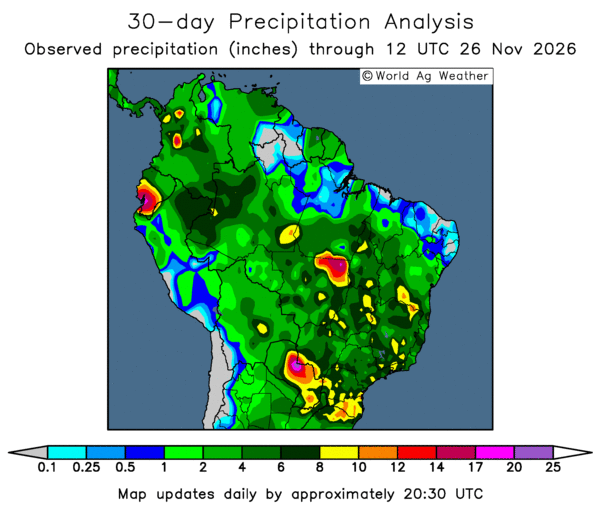 30-day Precipitation Analysis
Observed precipitation (inches) through 12 UTC 26 Nov 2026
©World Ag Weather
0.1 0.25 0.5 1 2 4 6 8 10 12 14 17 20 25
Map updates daily by approximately 20:30 UTC